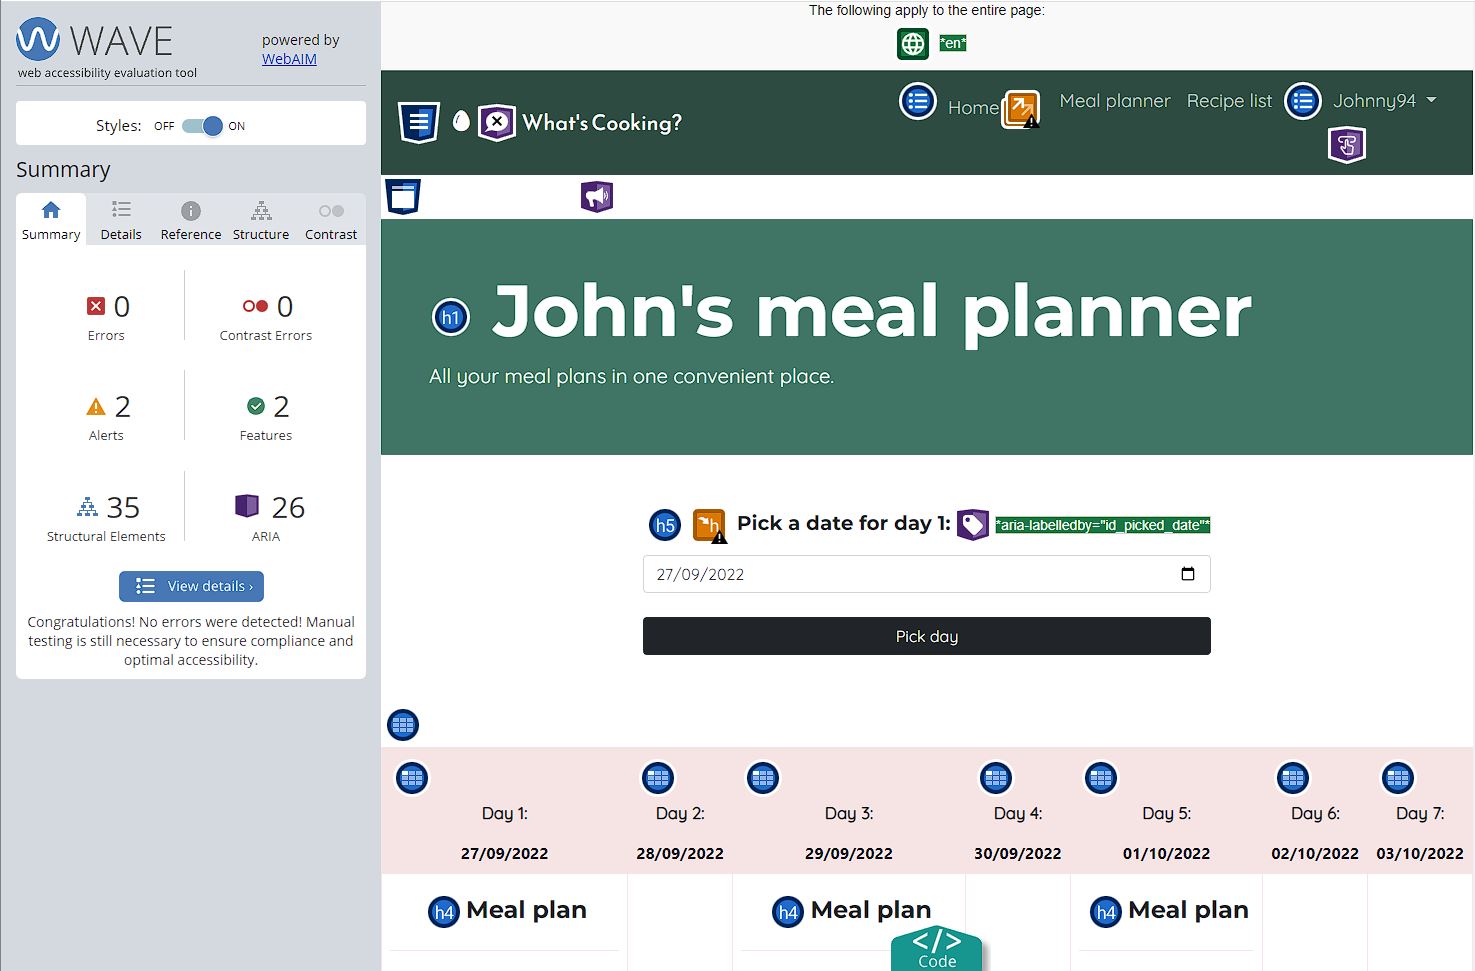 WAVE
powered by
WebAIM
web accessibility evaluation tool
Styles: OFF ON
Summary
Summary Details Reference Structure Contrast
0 0
Errors Contrast Errors
2 2
Alerts Features
35 26
Structural Elements ARIA
View details ›
Congratulations! No errors were detected! Manual
testing is still necessary to ensure compliance and
optimal accessibility.
The following apply to the entire page:
*en*
What's Cooking?
Home Meal planner Recipe list Johnny94
h1 John's meal planner
All your meal plans in one convenient place.
h5 h Pick a date for day 1: *aria-labelledby="id_picked_date"*
27/09/2022
Pick day
Day 1: Day 2: Day 3: Day 4: Day 5: Day 6: Day 7:
27/09/2022 28/09/2022 29/09/2022 30/09/2022 01/10/2022 02/10/2022 03/10/2022
h4 Meal plan h4 Meal plan h4 Meal plan
</>
Code